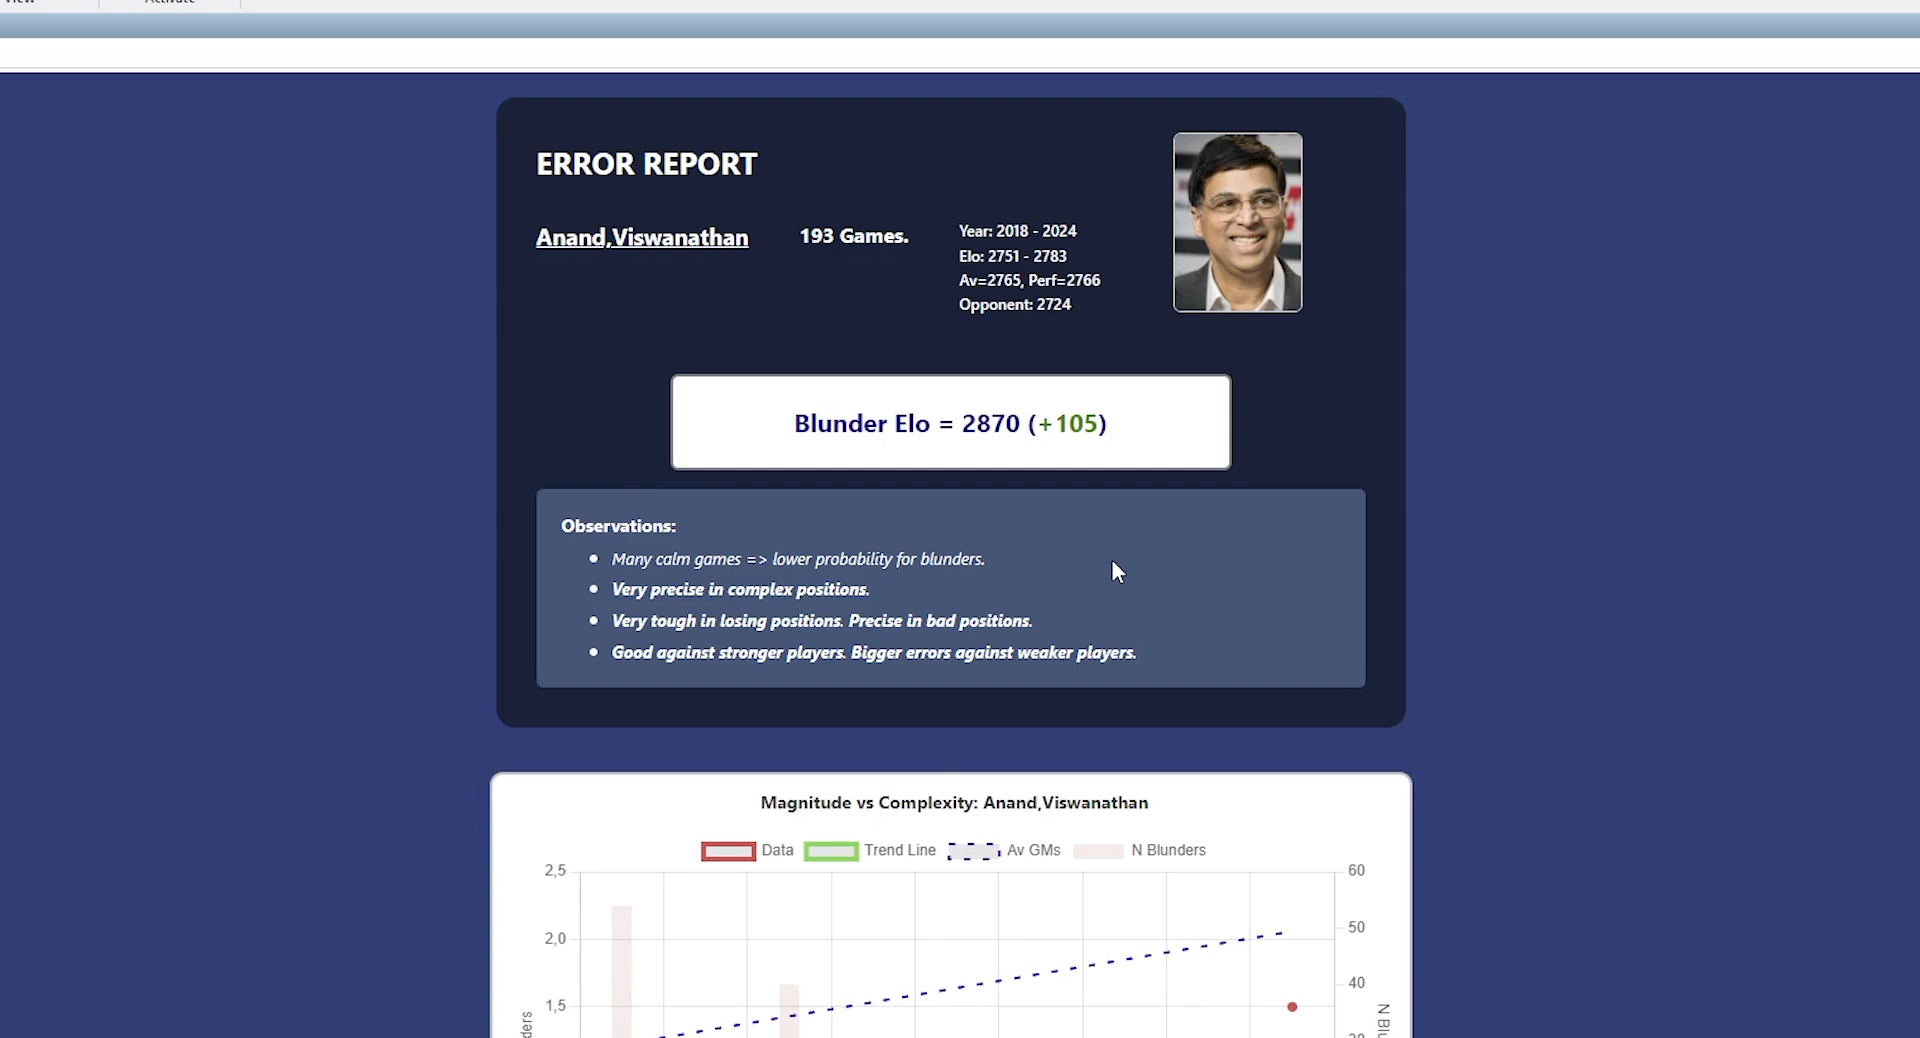 View Activate
ERROR REPORT
Anand,Viswanathan
193 Games.
Year: 2018 - 2024
Elo: 2751 - 2783
Av=2765, Perf=2766
Opponent: 2724
Blunder Elo = 2870 (+105)
Observations:
Many calm games => lower probability for blunders.
Very precise in complex positions.
Very tough in losing positions. Precise in bad positions.
Good against stronger players. Bigger errors against weaker players.
Magnitude vs Complexity: Anand,Viswanathan
Data Trend Line Av GMs N Blunders
2,5 60
2,0 50
40
1,5